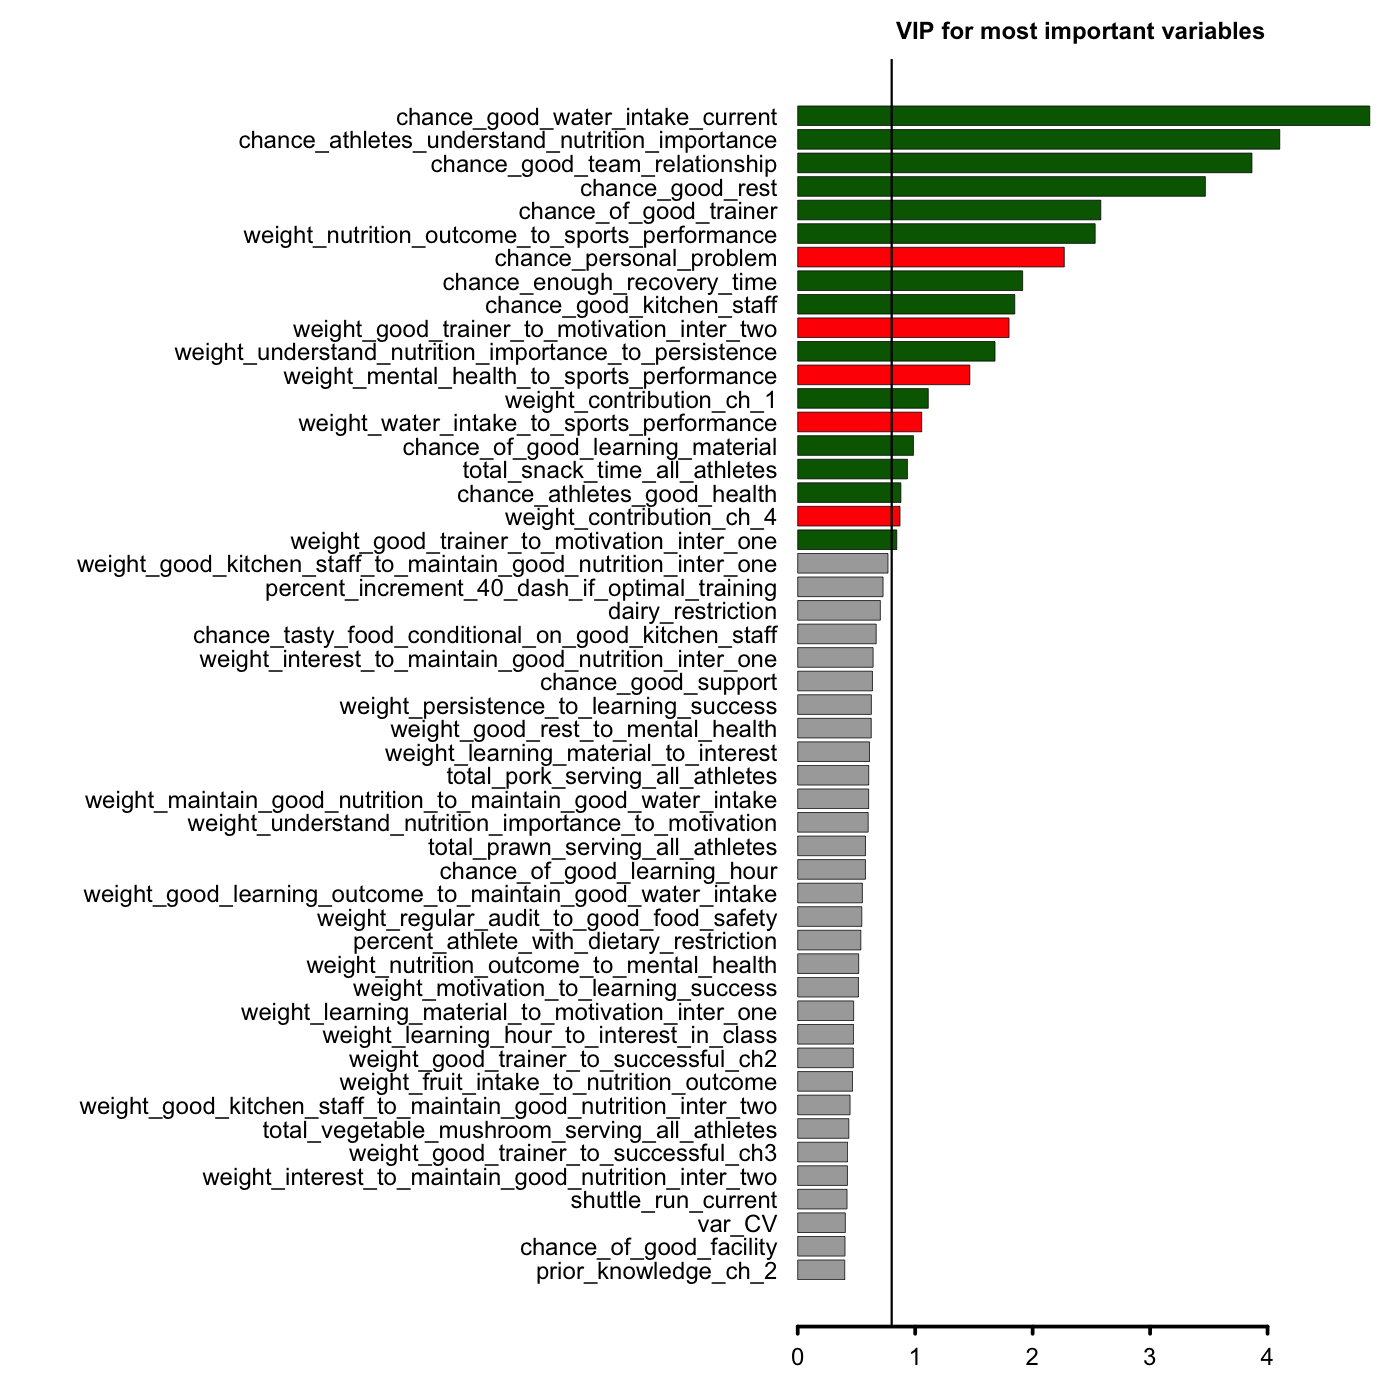 VIP for most important variables
chance_good_water_intake_current
chance_athletes_understand_nutrition_importance
chance_good_team_relationship
chance_good_rest
chance_of_good_trainer
weight_nutrition_outcome_to_sports_performance
chance_personal_problem
chance_enough_recovery_time
chance_good_kitchen_staff
weight_good_trainer_to_motivation_inter_two
weight_understand_nutrition_importance_to_persistence
weight_mental_health_to_sports_performance
weight_contribution_ch_1
weight_water_intake_to_sports_performance
chance_of_good_learning_material
total_snack_time_all_athletes
chance_athletes_good_health
weight_contribution_ch_4
weight_good_trainer_to_motivation_inter_one
weight_good_kitchen_staff_to_maintain_good_nutrition_inter_one
percent_increment_40_dash_if_optimal_training
dairy_restriction
chance_tasty_food_conditional_on_good_kitchen_staff
weight_interest_to_maintain_good_nutrition_inter_one
chance_good_support
weight_persistence_to_learning_success
weight_good_rest_to_mental_health
weight_learning_material_to_interest
total_pork_serving_all_athletes
weight_maintain_good_nutrition_to_maintain_good_water_intake
weight_understand_nutrition_importance_to_motivation
total_prawn_serving_all_athletes
chance_of_good_learning_hour
weight_good_learning_outcome_to_maintain_good_water_intake
weight_regular_audit_to_good_food_safety
percent_athlete_with_dietary_restriction
weight_nutrition_outcome_to_mental_health
weight_motivation_to_learning_success
weight_learning_material_to_motivation_inter_one
weight_learning_hour_to_interest_in_class
weight_good_trainer_to_successful_ch2
weight_fruit_intake_to_nutrition_outcome
weight_good_kitchen_staff_to_maintain_good_nutrition_inter_two
total_vegetable_mushroom_serving_all_athletes
weight_good_trainer_to_successful_ch3
weight_interest_to_maintain_good_nutrition_inter_two
shuttle_run_current
var_CV
chance_of_good_facility
prior_knowledge_ch_2
0 1 2 3 4